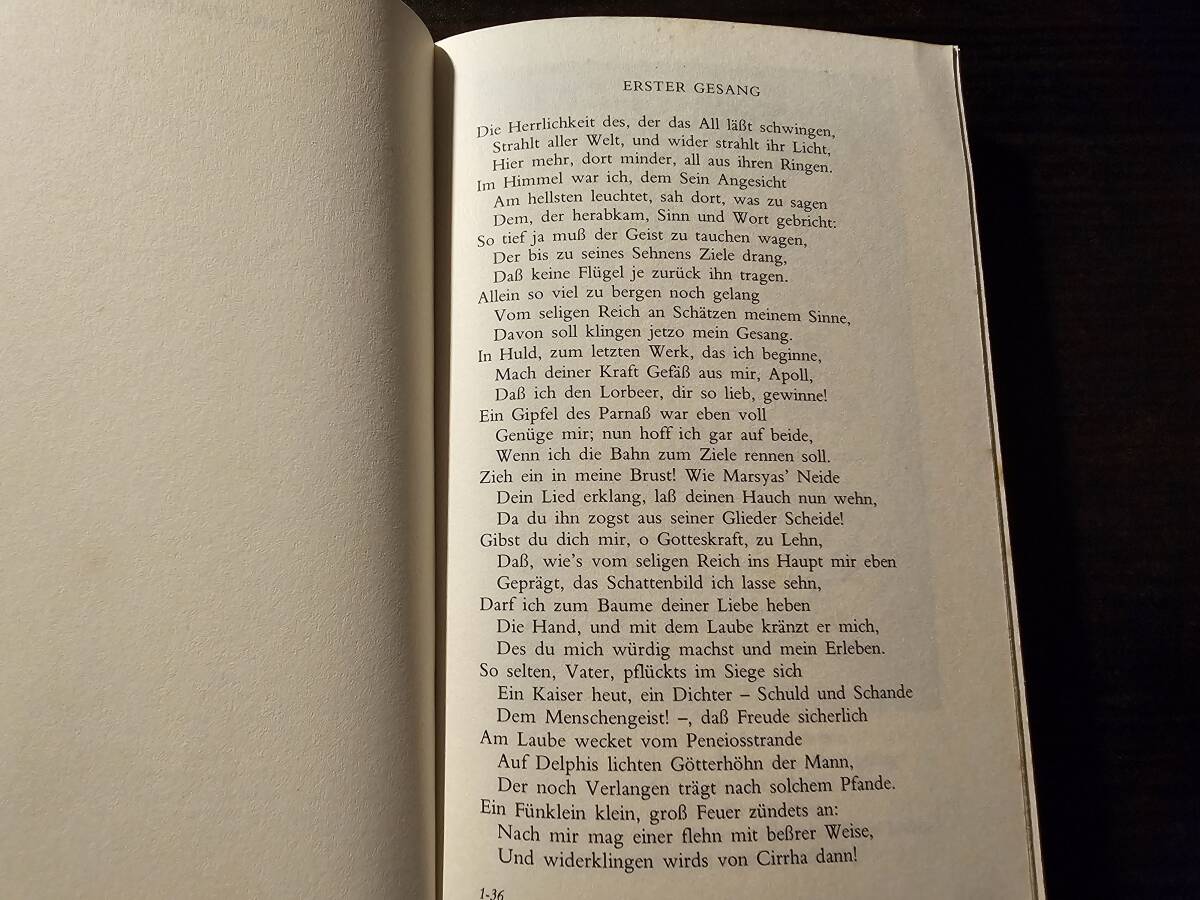 ERSTER GESANG
Die Herrlichkeit des, der das All läßt schwingen,
Strahlt aller Welt, und wider strahlt ihr Licht,
Hier mehr, dort minder, all aus ihren Ringen.
Im Himmel war ich, dem Sein Angesicht
Am hellsten leuchtet, sah dort, was zu sagen
Dem, der herabkam, Sinn und Wort gebricht:
So tief ja muß der Geist zu tauchen wagen,
Der bis zu seines Sehnens Ziele drang,
Daß keine Flügel je zurück ihn tragen.
Allein so viel zu bergen noch gelang
Vom seligen Reich an Schätzen meinem Sinne,
Davon soll klingen jetzo mein Gesang.
In Huld, zum letzten Werk, das ich beginne,
Mach deiner Kraft Gefäß aus mir, Apoll,
Daß ich den Lorbeer, dir so lieb, gewinne!
Ein Gipfel des Parnaß war eben voll
Genüge mir; nun hoff ich gar auf beide,
Wenn ich die Bahn zum Ziele rennen soll.
Zieh ein in meine Brust! Wie Marsyas' Neide
Dein Lied erklang, laß deinen Hauch nun wehn,
Da du ihn zogst aus seiner Glieder Scheide!
Gibst du dich mir, o Gotteskraft, zu Lehn,
Daß, wie's vom seligen Reich ins Haupt mir eben
Geprägt, das Schattenbild ich lasse sehn,
Darf ich zum Baume deiner Liebe heben
Die Hand, und mit dem Laube kränzt er mich,
Des du mich würdig machst und mein Erleben.
So selten, Vater, pflückts im Siege sich
Ein Kaiser heut, ein Dichter – Schuld und Schande
Dem Menschengeist! –, daß Freude sicherlich
Am Laube wecket vom Peneiosstrande
Auf Delphis lichten Götterhöhn der Mann,
Der noch Verlangen trägt nach solchem Pfande.
Ein Fünklein klein, groß Feuer zündets an:
Nach mir mag einer flehn mit beßrer Weise,
Und widerklingen wirds von Cirrha dann!
1-36